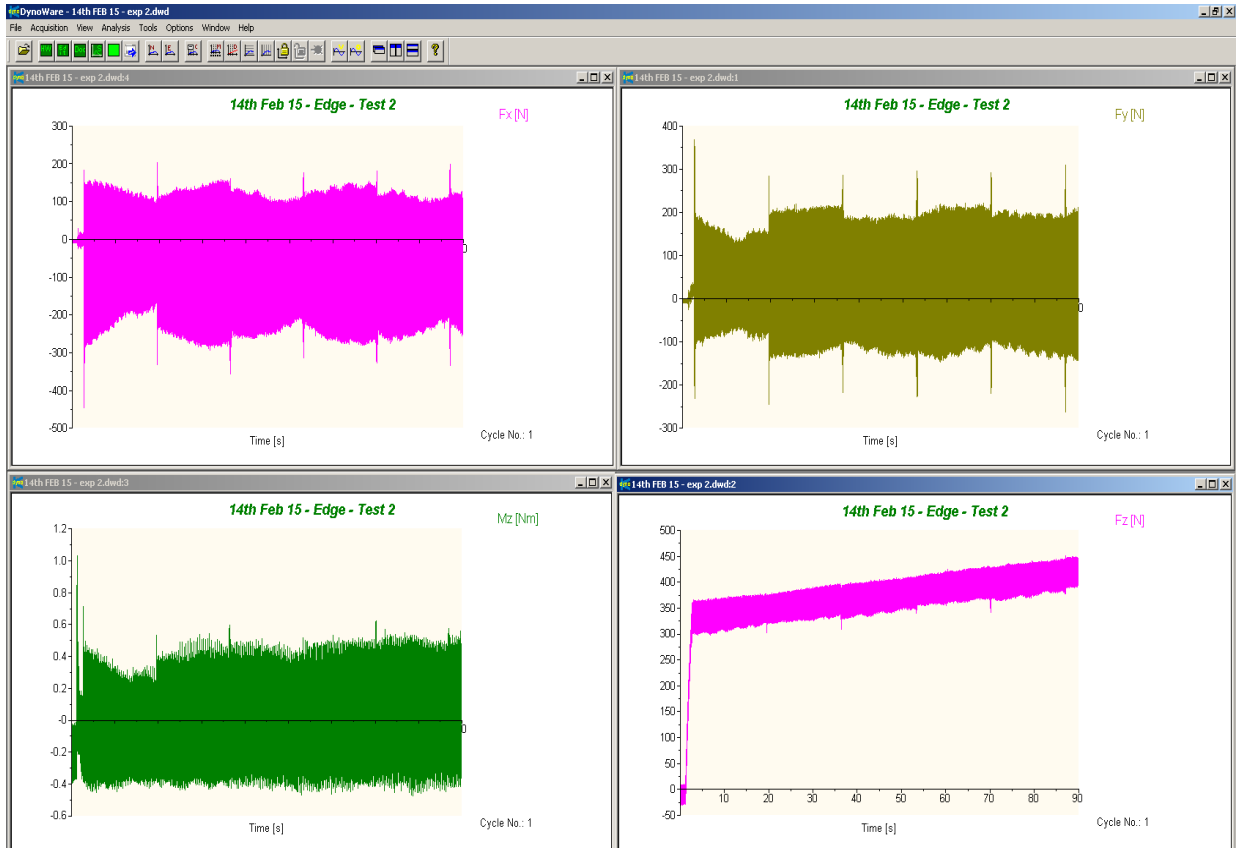 DynoWare - 14th FEB 15 - exp 2.dwd
File Acquisition View Analysis Tools Options Window Help
14th FEB 15 - exp 2.dwd:4
14th Feb 15 - Edge - Test 2
Fx [N]
300
200
100
0
-100
-200
-300
-400
-500
Time [s]
Cycle No.: 1
14th FEB 15 - exp 2.dwd:1
14th Feb 15 - Edge - Test 2
Fy [N]
400
300
200
100
0
-100
-200
-300
0
Time [s]
Cycle No.: 1
14th FEB 15 - exp 2.dwd:3
14th Feb 15 - Edge - Test 2
Mz [Nm]
1.2
1.0
0.8
0.6
0.4
0.2
-0
-0.2
-0.4
-0.6
Time [s]
Cycle No.: 1
14th FEB 15 - exp 2.dwd:2
14th Feb 15 - Edge - Test 2
Fz [N]
500
450
400
350
300
250
200
150
100
50
0
-50
10 20 30 40 50 60 70 80 90
Time [s]
Cycle No.: 1